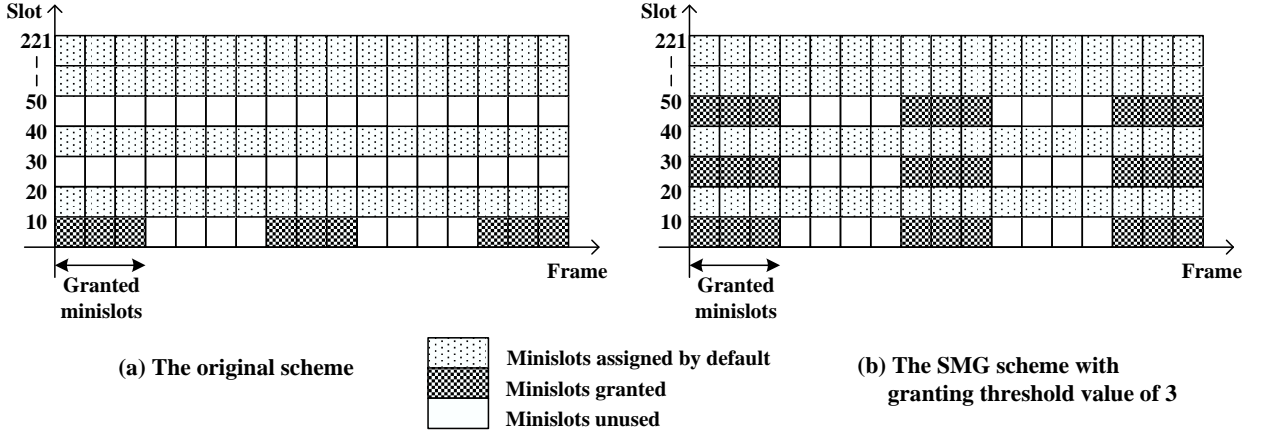 Slot
221
50
40
30
20
10
Frame
Granted
minislots
(a) The original scheme
Slot
221
50
40
30
20
10
Frame
Granted
minislots
(b) The SMG scheme with
granting threshold value of 3
Minislots assigned by default
Minislots granted
Minislots unused